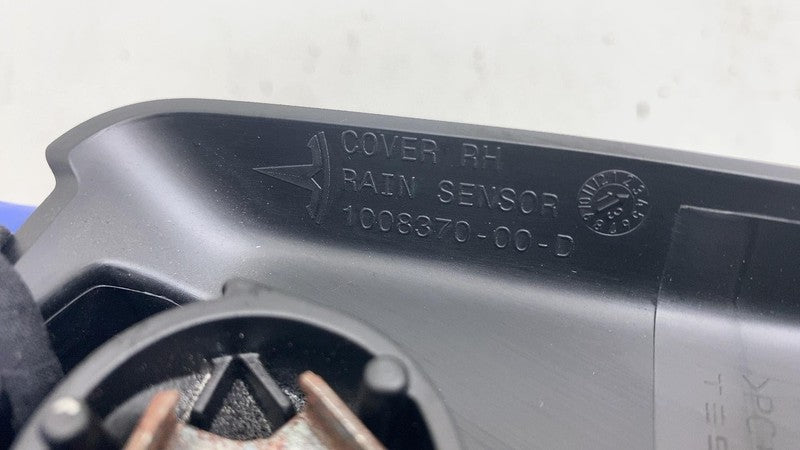 COVER RH
RAIN SENSOR
1008370-00-D